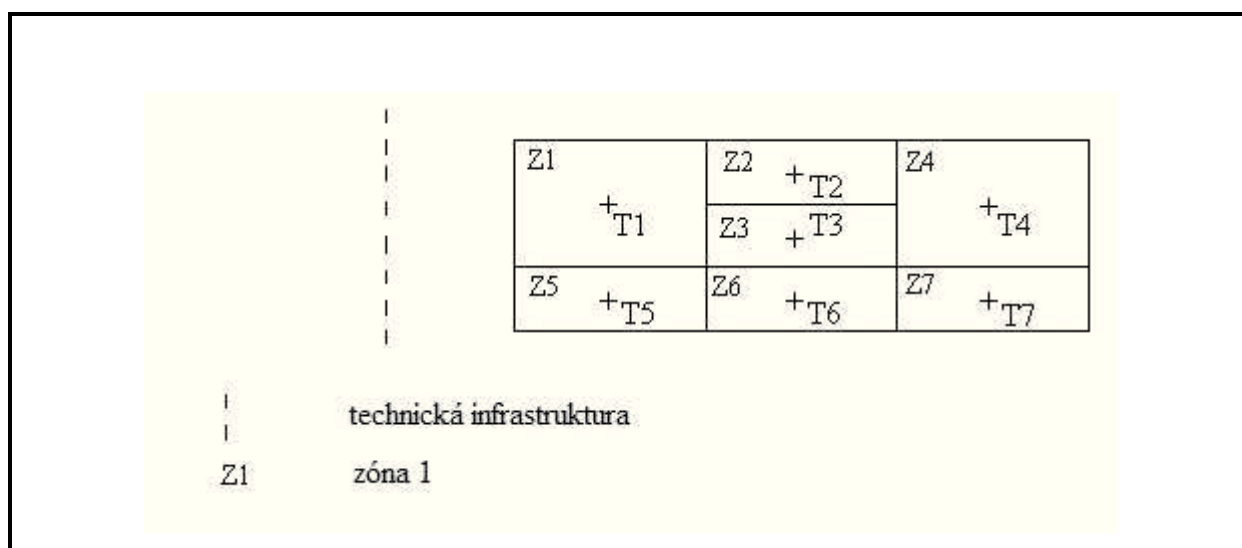 Z1 Z2 T2 Z4
T1 Z3 T3 T4
Z5 T5 Z6 T6 Z7 T7
technická infrastruktura
Z1 zóna 1